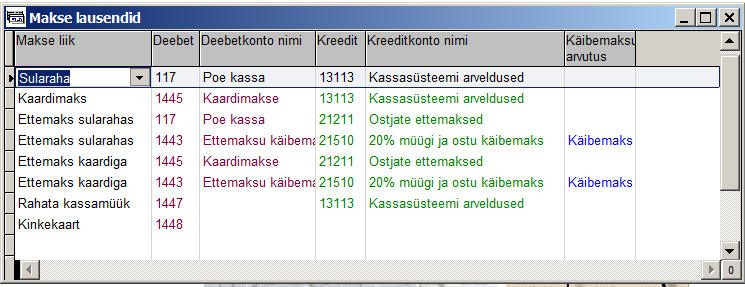 Makse lausendid
Makse liik Deebet Deebetkonto nimi Kreedit Kreeditkonto nimi Käibemaksu arvutus
Sularaha 117 Poe kassa 13113 Kassasüsteemi arveldused
Kaardimaks 1445 Kaardimakse 13113 Kassasüsteemi arveldused
Ettemaks sularahas 117 Poe kassa 21211 Ostjate ettemaksed
Ettemaks sularahas 1443 Ettemaksu käibema 21510 20% müügi ja ostu käibemaks Käibemaks
Ettemaks kaardiga 1445 Kaardimakse 21211 Ostjate ettemaksed
Ettemaks kaardiga 1443 Ettemaksu käibema 21510 20% müügi ja ostu käibemaks Käibemaks
Rahata kassamüük 1447 13113 Kassasüsteemi arveldused
Kinkekaart 1448
0